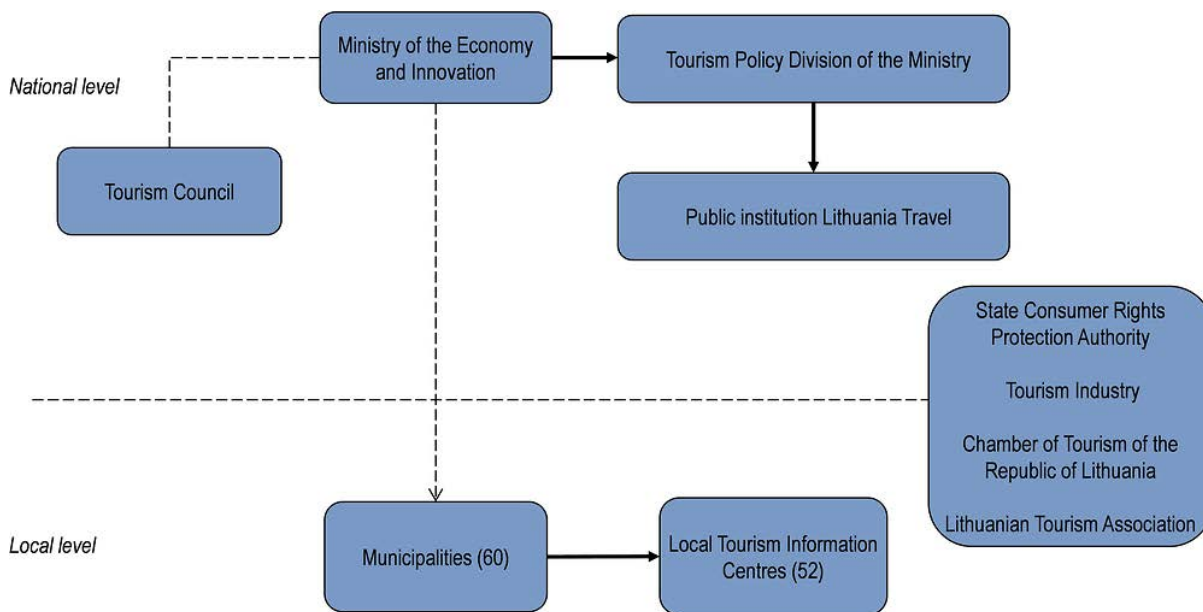 Ministry of the Economy
and Innovation
Tourism Policy Division of the Ministry
National level
Tourism Council
Public institution Lithuania Travel
State Consumer Rights
Protection Authority
Tourism Industry
Chamber of Tourism of the
Republic of Lithuania
Lithuanian Tourism Association
Local level
Municipalities (60)
Local Tourism Information
Centres (52)